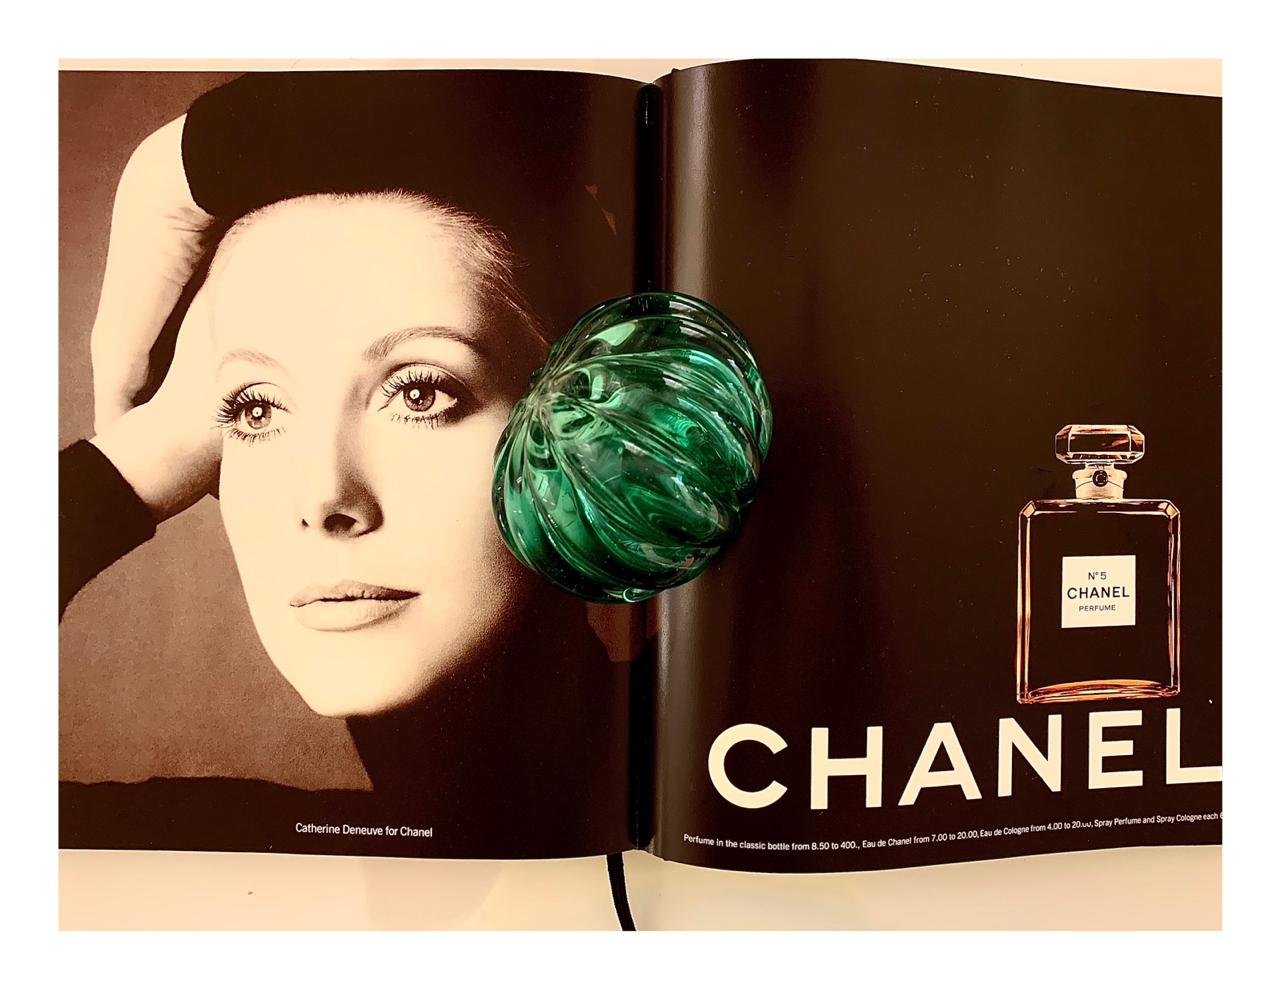 Catherine Deneuve for Chanel
N°5
CHANEL
PERFUME
CHANEL
Perfume in the classic bottle from 8.50 to 400., Eau de Chanel from 7.00 to 20.00, Eau de Cologne from 4.00 to 20.00, Spray Perfume and Spray Cologne each